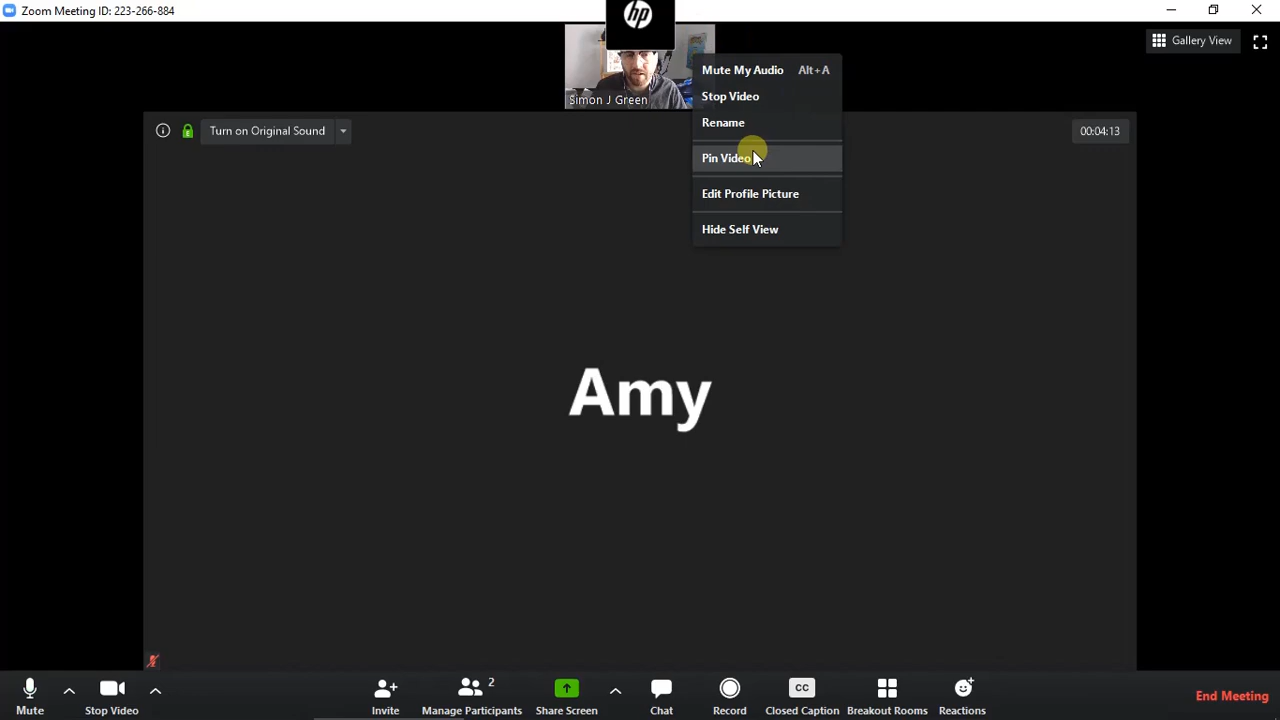 Zoom Meeting ID: 223-266-884
hp
Gallery View
Simon J Green
Mute My Audio Alt+A
Stop Video
Rename
Pin Video
Edit Profile Picture
Hide Self View
Turn on Original Sound
00:04:13
Amy
Mute
Stop Video
Invite
2
Manage Participants
Share Screen
Chat
Record
CC
Closed Caption
Breakout Rooms
Reactions
End Meeting